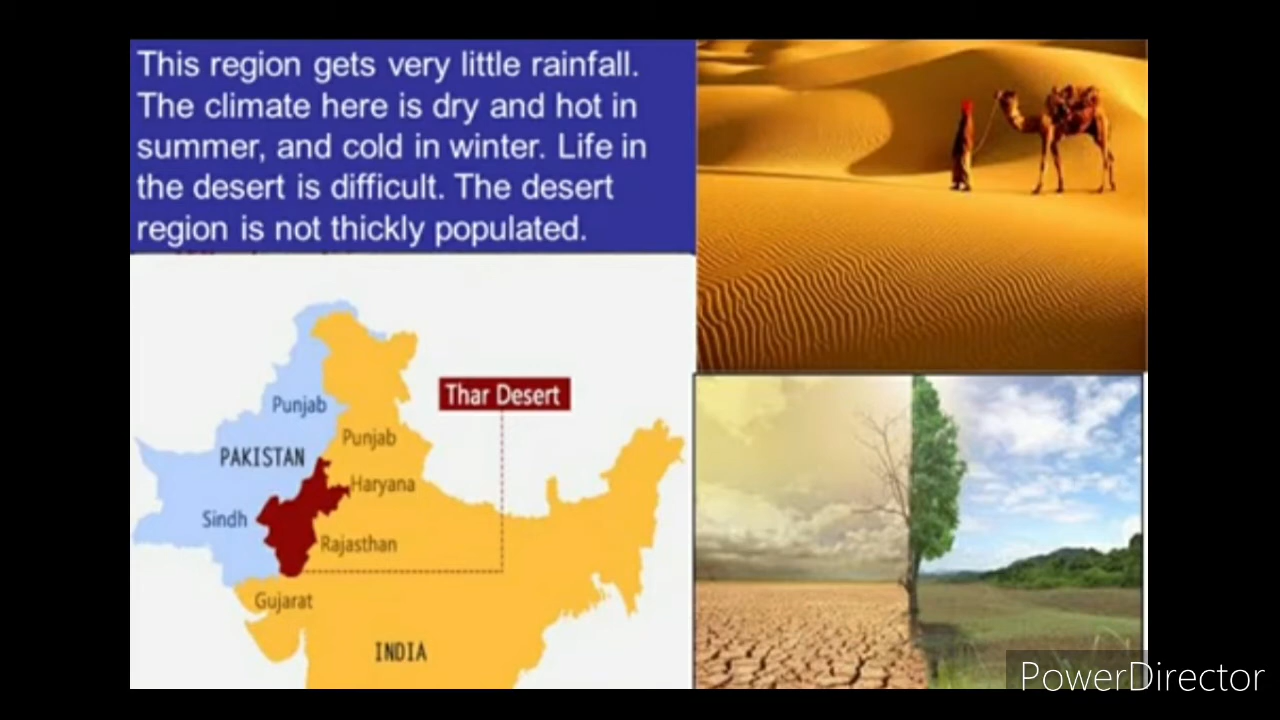 This region gets very little rainfall.
The climate here is dry and hot in
summer, and cold in winter. Life in
the desert is difficult. The desert
region is not thickly populated.
Thar Desert
Punjab
Punjab
PAKISTAN
Haryana
Sindh
Rajasthan
Gujarat
INDIA
PowerDirector